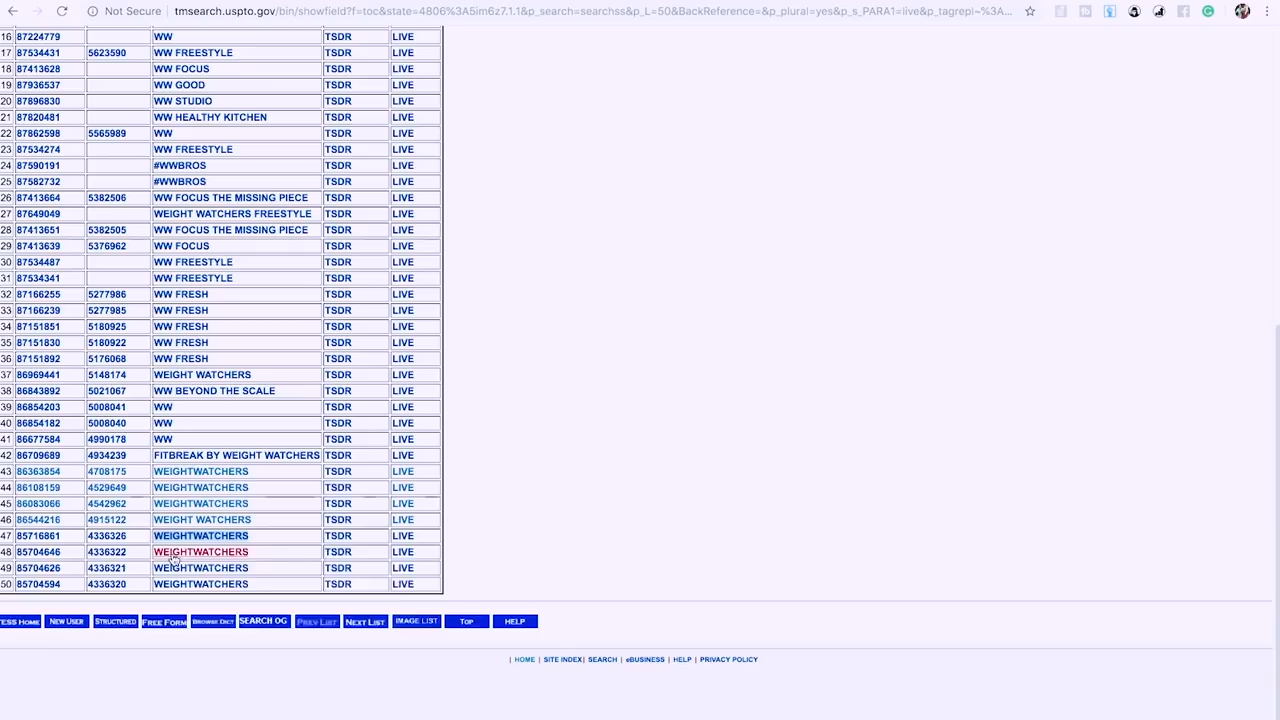 Not Secure tmsearch.uspto.gov/bin/showfield?f=toc&state=4806%3A5im6z7.1.1&p_search=searchss&p_L=50&BackReference=&p_plural=yes&p_s_PARA1=live&p_tagrepl~%3A...
16 87224779 WW TSDR LIVE
17 87534431 5623590 WW FREESTYLE TSDR LIVE
18 87413628 WW FOCUS TSDR LIVE
19 87936537 WW GOOD TSDR LIVE
20 87896830 WW STUDIO TSDR LIVE
21 87820481 WW HEALTHY KITCHEN TSDR LIVE
22 87862598 5565989 WW TSDR LIVE
23 87534274 WW FREESTYLE TSDR LIVE
24 87590191 #WWBROS TSDR LIVE
25 87582732 #WWBROS TSDR LIVE
26 87413664 5382506 WW FOCUS THE MISSING PIECE TSDR LIVE
27 87649049 WEIGHT WATCHERS FREESTYLE TSDR LIVE
28 87413651 5382505 WW FOCUS THE MISSING PIECE TSDR LIVE
29 87413639 5376962 WW FOCUS TSDR LIVE
30 87534487 WW FREESTYLE TSDR LIVE
31 87534341 WW FREESTYLE TSDR LIVE
32 87166255 5277986 WW FRESH TSDR LIVE
33 87166239 5277985 WW FRESH TSDR LIVE
34 87151851 5180925 WW FRESH TSDR LIVE
35 87151830 5180922 WW FRESH TSDR LIVE
36 87151892 5176068 WW FRESH TSDR LIVE
37 86969441 5148174 WEIGHT WATCHERS TSDR LIVE
38 86843892 5021067 WW BEYOND THE SCALE TSDR LIVE
39 86854203 5008041 WW TSDR LIVE
40 86854182 5008040 WW TSDR LIVE
41 86677584 4990178 WW TSDR LIVE
42 86709689 4934239 FITBREAK BY WEIGHT WATCHERS TSDR LIVE
43 86363854 4708175 WEIGHTWATCHERS TSDR LIVE
44 86108159 4529649 WEIGHTWATCHERS TSDR LIVE
45 86083066 4542962 WEIGHTWATCHERS TSDR LIVE
46 86544216 4915122 WEIGHT WATCHERS TSDR LIVE
47 85716861 4336326 WEIGHTWATCHERS TSDR LIVE
48 85704646 4336322 WEIGHTWATCHERS TSDR LIVE
49 85704626 4336321 WEIGHTWATCHERS TSDR LIVE
50 85704594 4336320 WEIGHTWATCHERS TSDR LIVE
TESS HOME NEW USER STRUCTURED FREE FORM BROWSE DICT SEARCH OG PREV LIST NEXT LIST IMAGE LIST TOP HELP
| HOME | SITE INDEX| SEARCH | eBUSINESS | HELP | PRIVACY POLICY